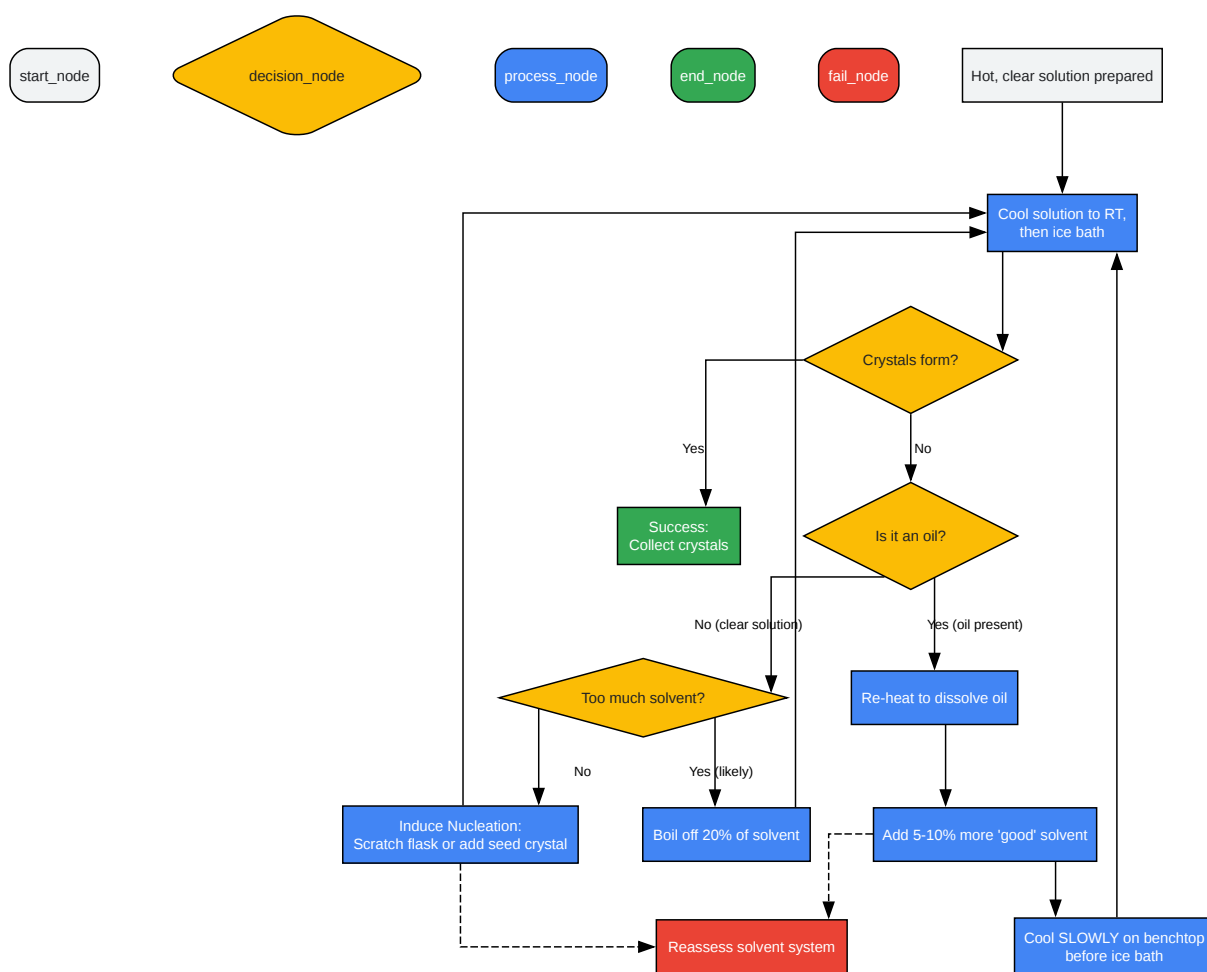 start_node
decision_node
process_node
end_node
fail_node
Hot, clear solution prepared
Cool solution to RT,
then ice bath
Crystals form?
Yes
No
Success:
Collect crystals
Is it an oil?
No (clear solution)
Yes (oil present)
Too much solvent?
Re-heat to dissolve oil
No
Yes (likely)
Induce Nucleation:
Scratch flask or add seed crystal
Boil off 20% of solvent
Add 5-10% more 'good' solvent
Reassess solvent system
Cool SLOWLY on benchtop
before ice bath